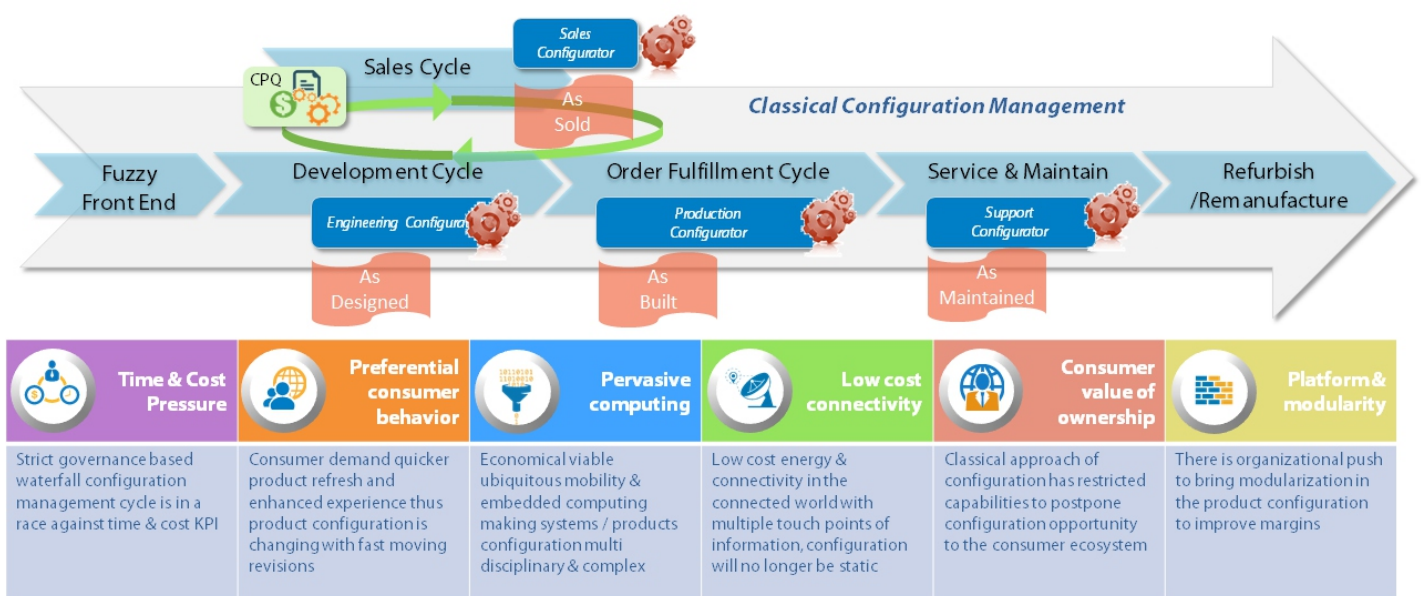 Sales
Configurator
CPQ
Sales Cycle
As
Sold
Classical Configuration Management
Fuzzy
Front End
Development Cycle
Order Fulfillment Cycle
Service & Maintain
Refurbish
/Remanufacture
Engineering Configurat
Production
Configurator
Support
Configurator
As
Designed
As
Built
As
Maintained
Time & Cost
Pressure
Strict governance based
waterfall configuration
management cycle is in a
race against time & cost KPI
Preferential
consumer
behavior
Consumer demand quicker
product refresh and
enhanced experience thus
product configuration is
changing with fast moving
revisions
10110101
11010010
Pervasive
computing
Economical viable
ubiquitous mobility &
embedded computing
making systems / products
configuration multi
disciplinary & complex
Low cost
connectivity
Low cost energy &
connectivity in the
connected world with
multiple touch points of
information, configuration
will no longer be static
Consumer
value of
ownership
Classical approach of
configuration has restricted
capabilities to postpone
configuration opportunity
to the consumer ecosystem
Platform &
modularity
There is organizational push
to bring modularization in
the product configuration
to improve margins